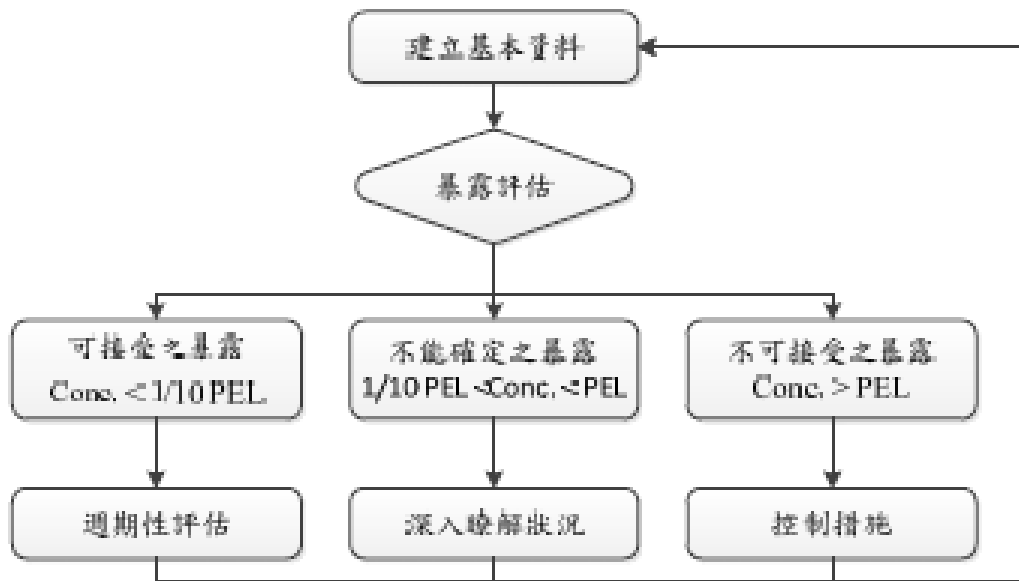 建立基本資料
暴露評估
可接受之暴露
Conc. < 1/10 PEL
不能確定之暴露
1/10 PEL <Conc. < PEL
不可接受之暴露
Conc. > PEL
週期性評估
深入瞭解狀況
控制措施